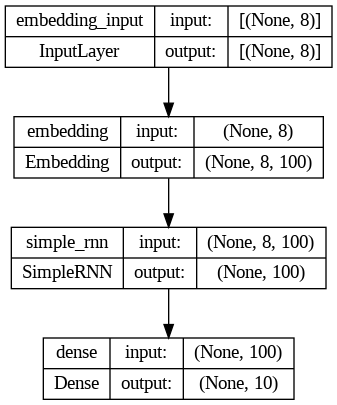 embedding_input input: [(None, 8)]
InputLayer output: [(None, 8)]
embedding input: (None, 8)
Embedding output: (None, 8, 100)
simple_rnn input: (None, 8, 100)
SimpleRNN output: (None, 100)
dense input: (None, 100)
Dense output: (None, 10)